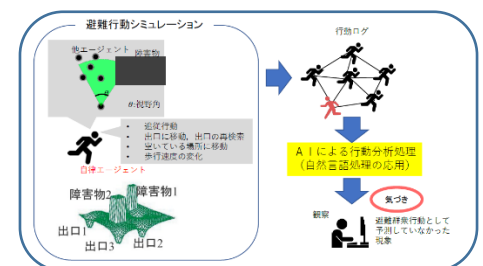 避難行動シミュレーション
他エージェント
障害物
θ
θ:視野角
• 追従行動
• 出口に移動，出口の再検索
• 空いている場所に移動
• 歩行速度の変化
自律エージェント
障害物2
障害物1
出口1
出口3
出口2
行動ログ
ＡＩによる行動分析処理
（自然言語処理の応用）
気づき
観察
避難群衆行動として
予測していなかった
現象